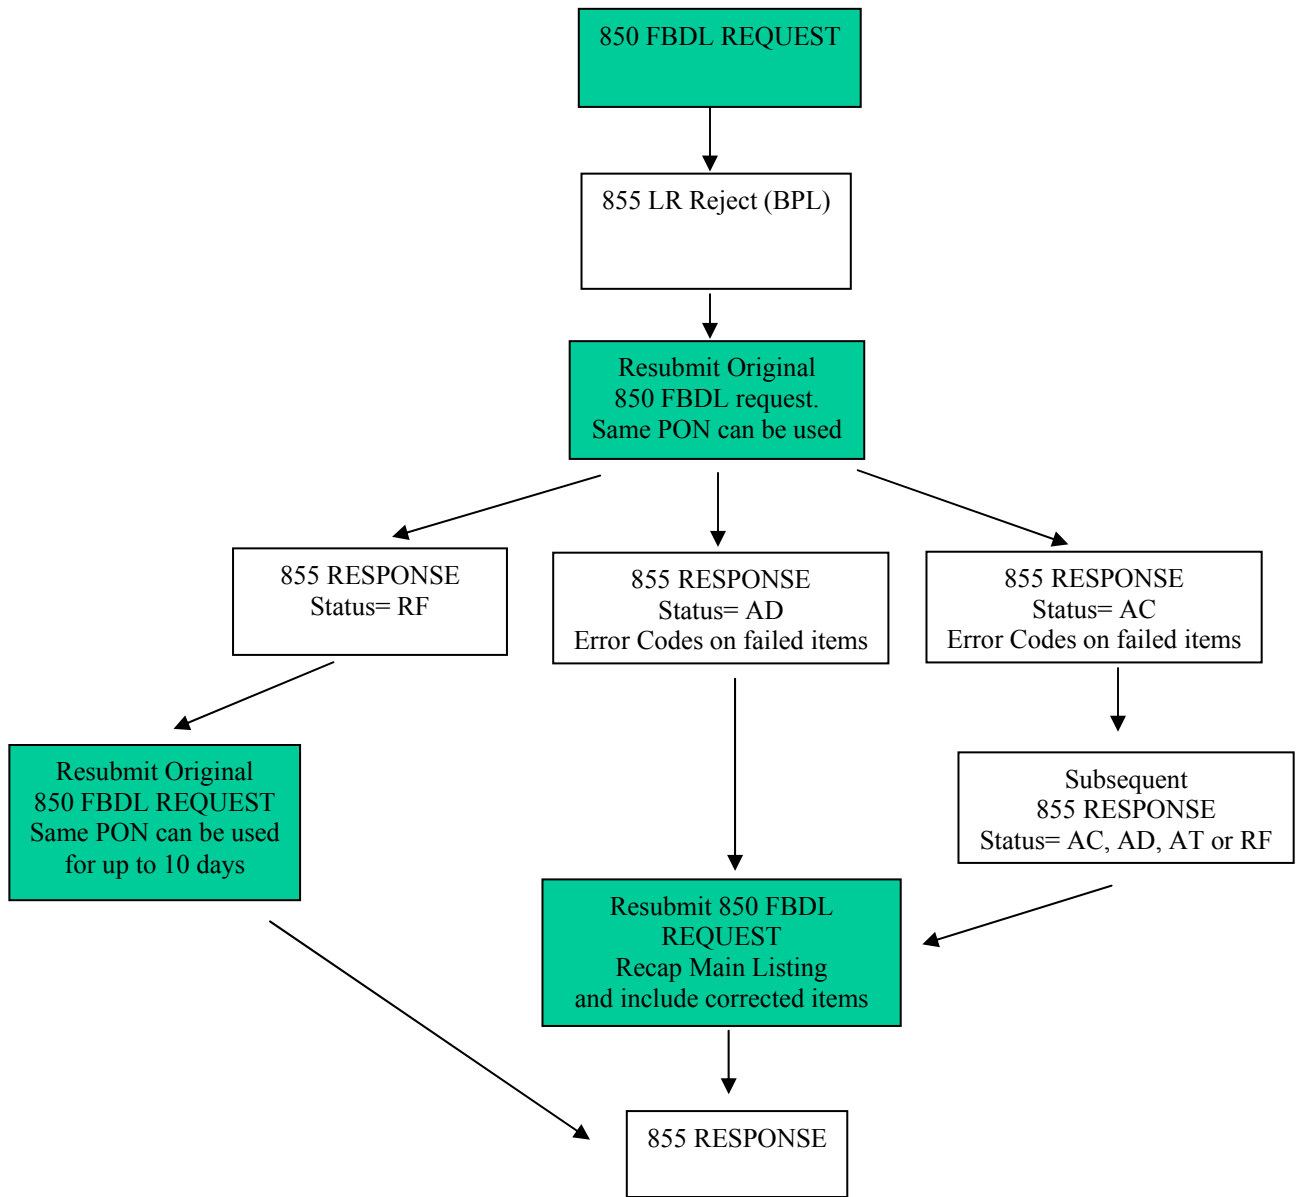 850 FBDL REQUEST
855 LR Reject (BPL)
Resubmit Original
850 FBDL request.
Same PON can be used
855 RESPONSE
Status= RF
855 RESPONSE
Status= AD
Error Codes on failed items
855 RESPONSE
Status= AC
Error Codes on failed items
Resubmit Original
850 FBDL REQUEST
Same PON can be used
for up to 10 days
Subsequent
855 RESPONSE
Status= AC, AD, AT or RF
Resubmit 850 FBDL
REQUEST
Recap Main Listing
and include corrected items
855 RESPONSE